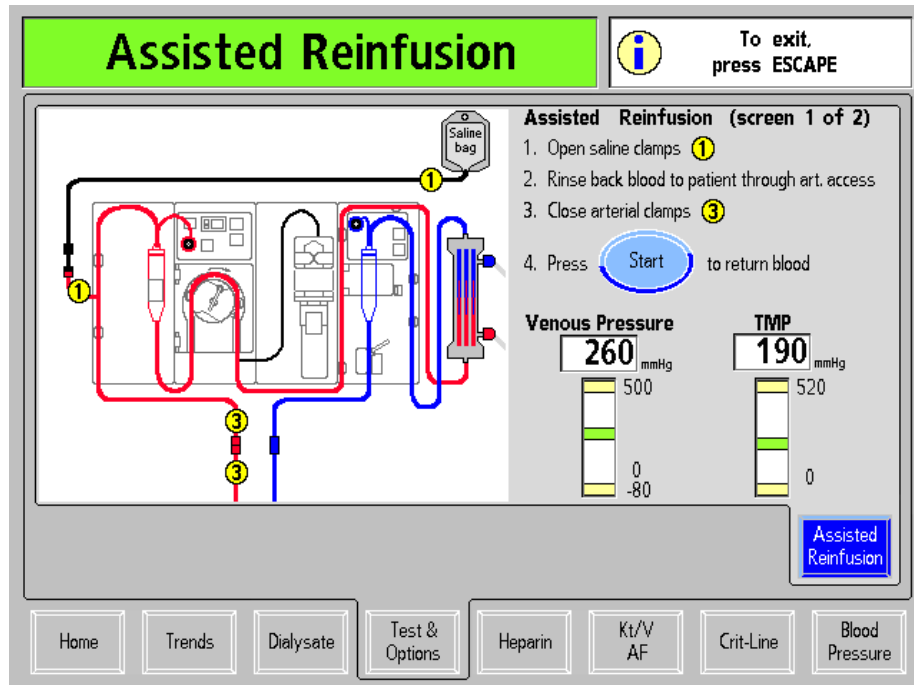 Assisted Reinfusion
i
To exit,
press ESCAPE
Saline
bag
1
1
3
3
Assisted Reinfusion (screen 1 of 2)
1. Open saline clamps 1
2. Rinse back blood to patient through art. access
3. Close arterial clamps 3
4. Press Start to return blood
Venous Pressure
260 mmHg
500
0
-80
TMP
190 mmHg
520
0
Assisted
Reinfusion
Home
Trends
Dialysate
Test &
Options
Heparin
Kt/V
AF
Crit-Line
Blood
Pressure